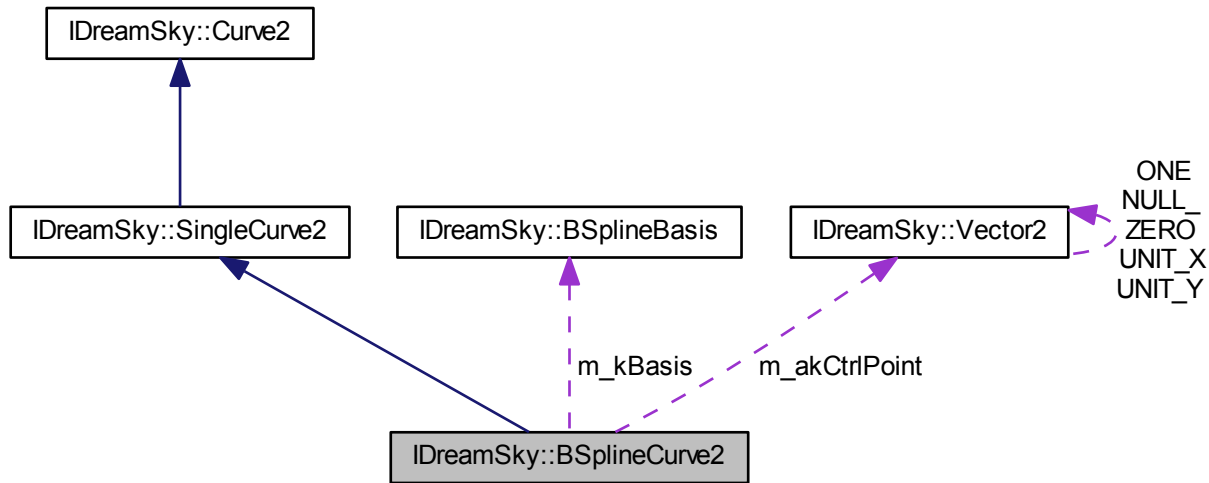 IDreamSky::Curve2
IDreamSky::SingleCurve2
IDreamSky::BSplineBasis
IDreamSky::Vector2
ONE
NULL_
ZERO
UNIT_X
UNIT_Y
m_kBasis
m_akCtrlPoint
IDreamSky::BSplineCurve2